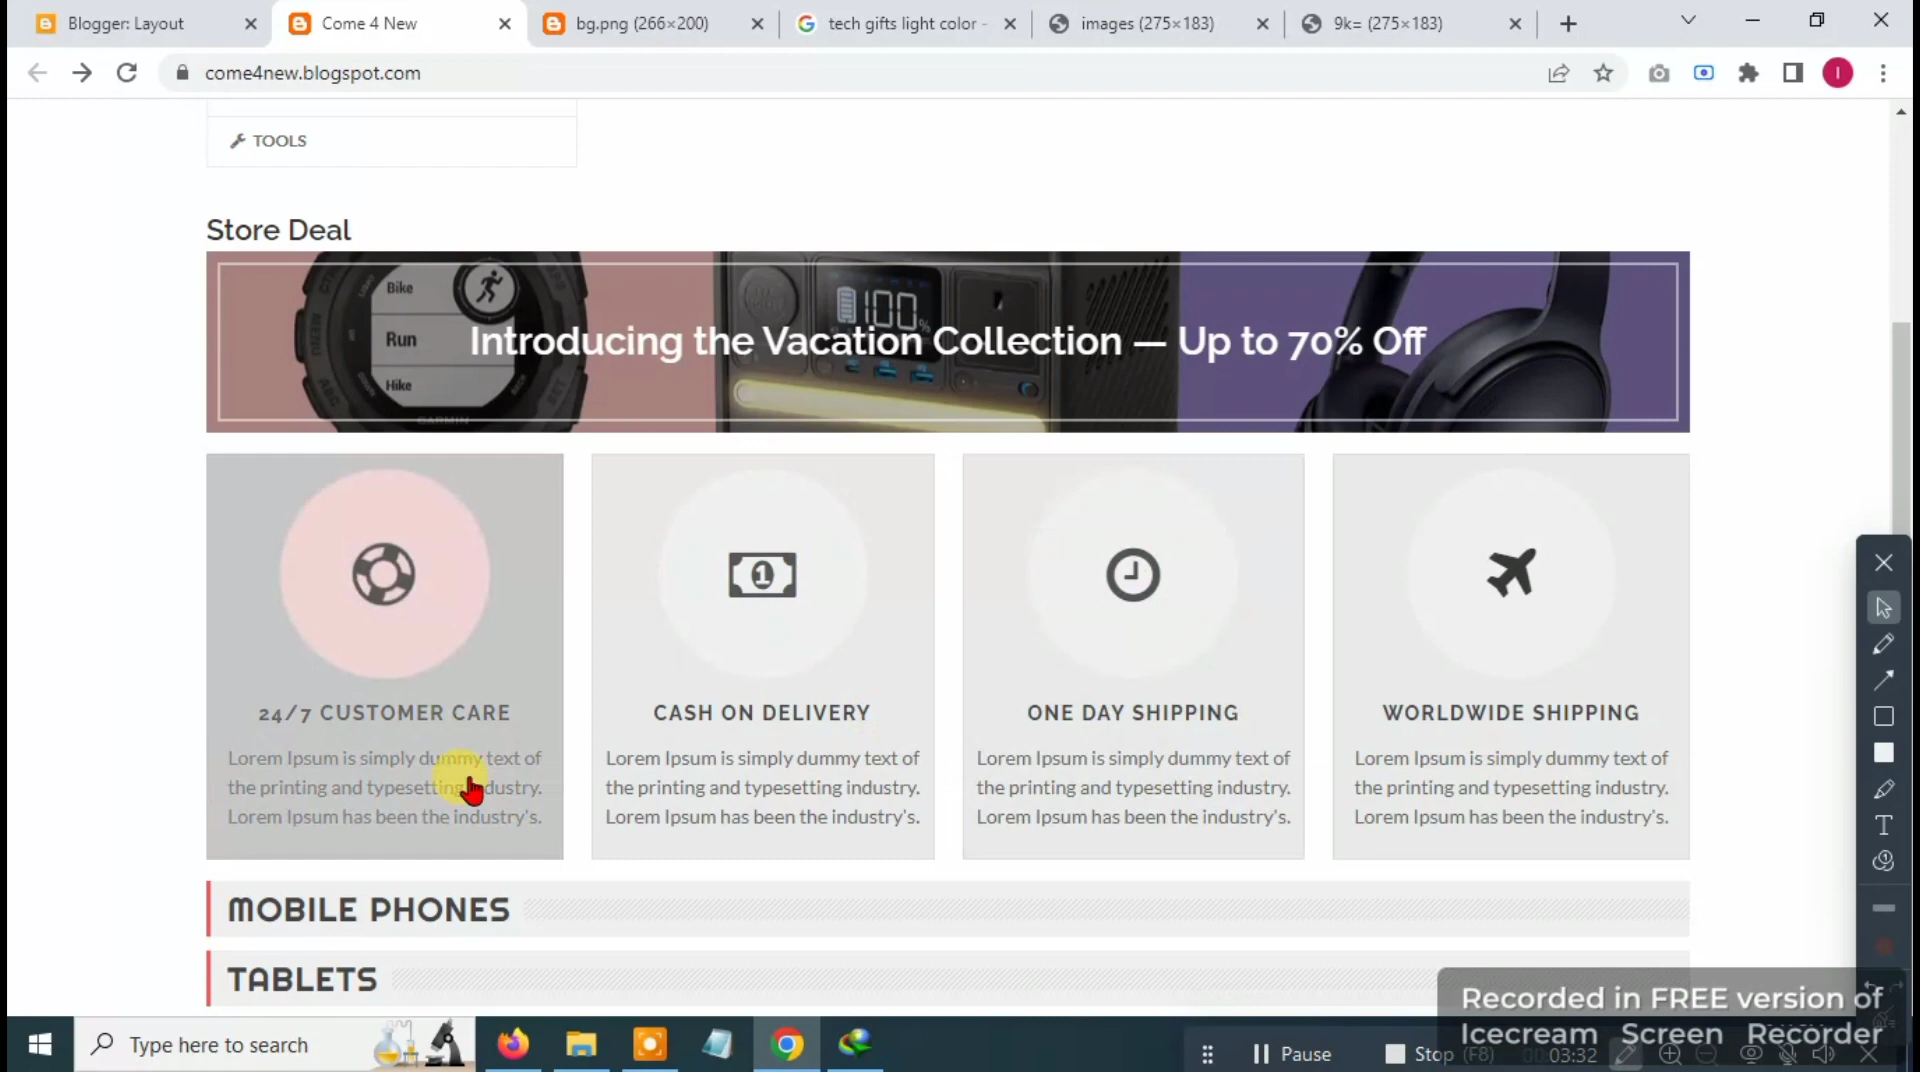 Blogger: Layout
Come 4 New
bg.png (266×200)
tech gifts light color -
images (275×183)
9k= (275×183)
come4new.blogspot.com
I
TOOLS
Store Deal
Bike
Run
Hike
100
GARMIN
Introducing the Vacation Collection — Up to 70% Off
1
24/7 CUSTOMER CARE
Lorem Ipsum is simply dummy text of
the printing and typesetting industry.
Lorem Ipsum has been the industry's.
CASH ON DELIVERY
Lorem Ipsum is simply dummy text of
the printing and typesetting industry.
Lorem Ipsum has been the industry's.
ONE DAY SHIPPING
Lorem Ipsum is simply dummy text of
the printing and typesetting industry.
Lorem Ipsum has been the industry's.
WORLDWIDE SHIPPING
Lorem Ipsum is simply dummy text of
the printing and typesetting industry.
Lorem Ipsum has been the industry's.
MOBILE PHONES
TABLETS
Recorded in FREE version of
Icecream Screen Recorder
Type here to search
Pause
Stop (F8)
03:32